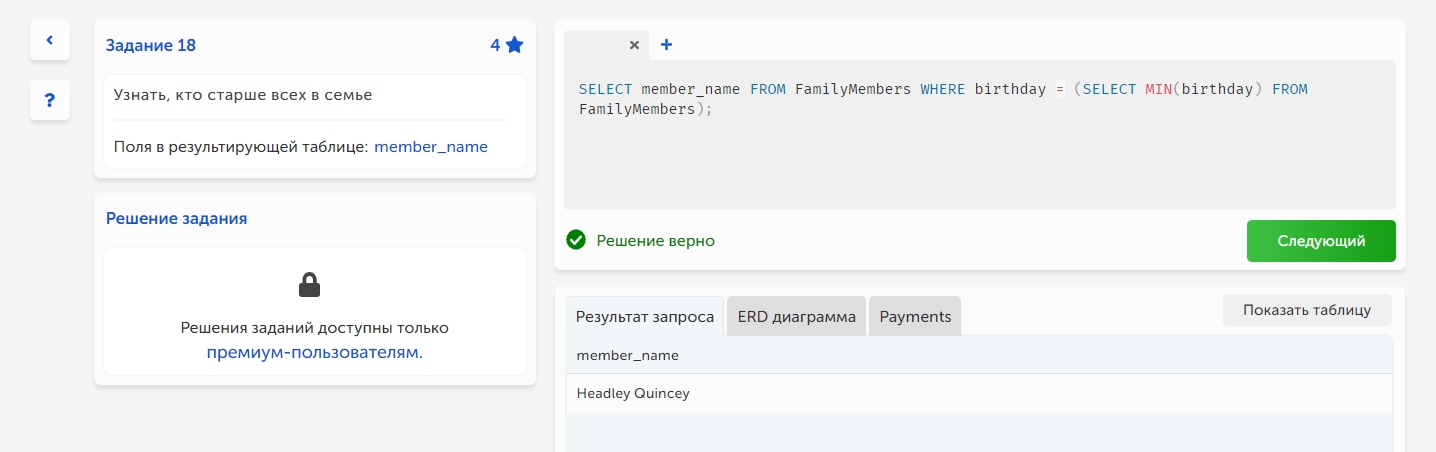 Задание 18
4
?
Узнать, кто старше всех в семье
Поля в результирующей таблице: member_name
Решение задания
Решения заданий доступны только
премиум-пользователям.
SELECT member_name FROM FamilyMembers WHERE birthday = (SELECT MIN(birthday) FROM
FamilyMembers);
Решение верно
Следующий
Результат запроса
ERD диаграмма
Payments
Показать таблицу
member_name
Headley Quincey